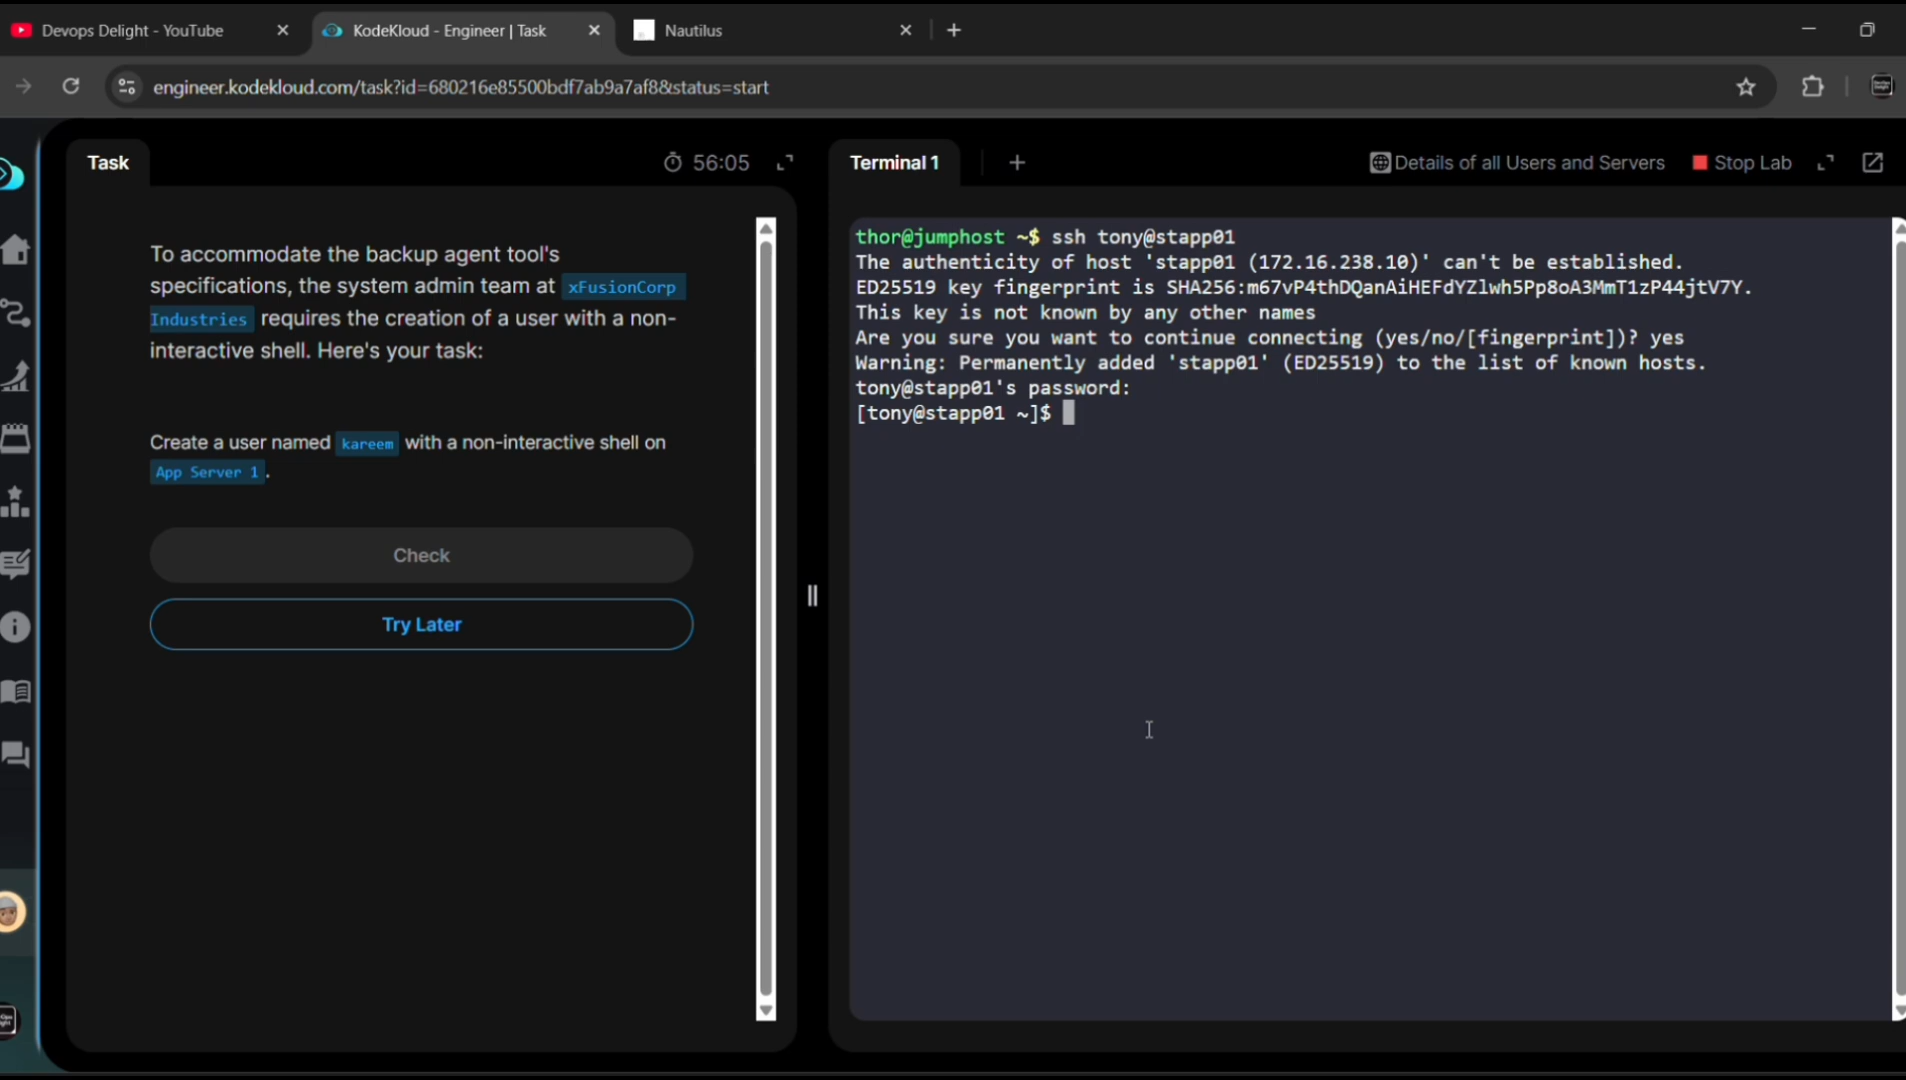 Devops Delight - YouTube
KodeKloud - Engineer | Task
Nautilus
engineer.kodekloud.com/task?id=680216e85500bdf7ab9a7af8&status=start
Task
56:05
Terminal 1
Details of all Users and Servers
Stop Lab
To accommodate the backup agent tool's
specifications, the system admin team at xFusionCorp
Industries requires the creation of a user with a non-
interactive shell. Here's your task:
Create a user named kareem with a non-interactive shell on
App Server 1.
Check
Try Later
thor@jumphost ~$ ssh tony@stapp01
The authenticity of host 'stapp01 (172.16.238.10)' can't be established.
ED25519 key fingerprint is SHA256:m67vP4thDQanAiHEFdYZlwh5Pp8oA3MmT1zP44jtV7Y.
This key is not known by any other names
Are you sure you want to continue connecting (yes/no/[fingerprint])? yes
Warning: Permanently added 'stapp01' (ED25519) to the list of known hosts.
tony@stapp01's password:
[tony@stapp01 ~]$